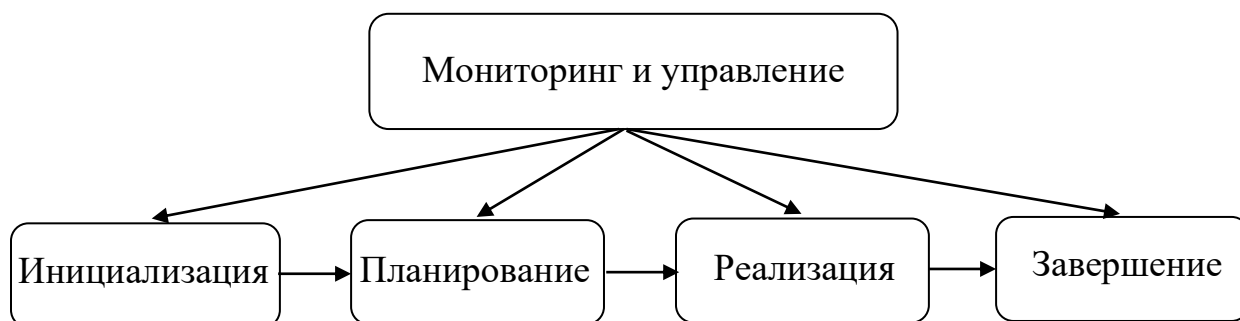 Мониторинг и управление
Инициализация
Планирование
Реализация
Завершение